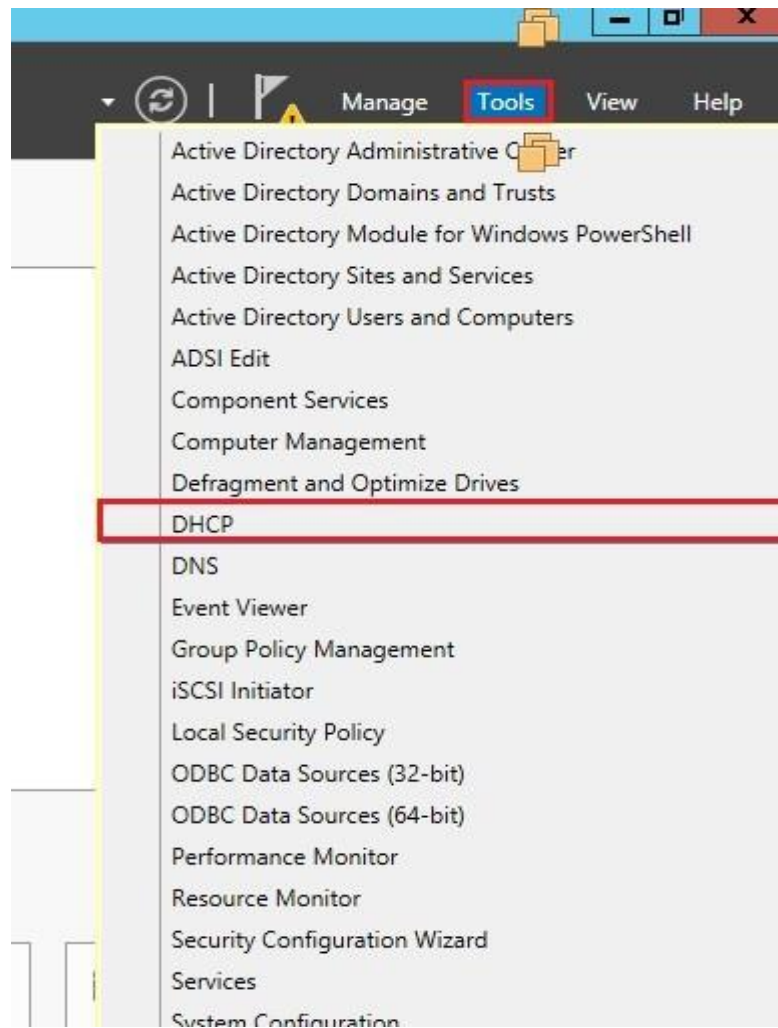 Manage Tools View Help
Active Directory Administrative
Active Directory Domains and Trusts
Active Directory Module for Windows PowerShell
Active Directory Sites and Services
Active Directory Users and Computers
ADSI Edit
Component Services
Computer Management
Defragment and Optimize Drives
DHCP
DNS
Event Viewer
Group Policy Management
iSCSI Initiator
Local Security Policy
ODBC Data Sources (32-bit)
ODBC Data Sources (64-bit)
Performance Monitor
Resource Monitor
Security Configuration Wizard
Services
System Configuration